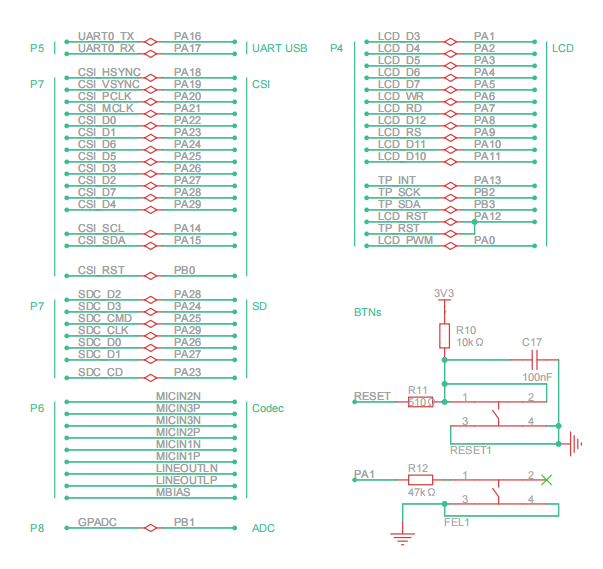 P5 UART0_TX PA16 UART USB
UART0_RX PA17
P7 CSI_HSYNC PA18 CSI
CSI_VSYNC PA19
CSI_PCLK PA20
CSI_MCLK PA21
CSI_D0 PA22
CSI_D1 PA23
CSI_D6 PA24
CSI_D5 PA25
CSI_D3 PA26
CSI_D2 PA27
CSI_D7 PA28
CSI_D4 PA29
CSI_SCL PA14
CSI_SDA PA15
CSI_RST PB0
P7 SDC_D2 PA28 SD
SDC_D3 PA24
SDC_CMD PA25
SDC_CLK PA29
SDC_D0 PA26
SDC_D1 PA27
SDC_CD PA23
P6 MICIN2N Codec
MICIN3P
MICIN3N
MICIN2P
MICIN1N
MICIN1P
LINEOUTLN
LINEOUTLP
MBIAS
P8 GPADC PB1 ADC
P4 LCD_D3 PA1 LCD
LCD_D4 PA2
LCD_D5 PA3
LCD_D6 PA4
LCD_D7 PA5
LCD_WR PA6
LCD_RD PA7
LCD_D12 PA8
LCD_RS PA9
LCD_D11 PA10
LCD_D10 PA11
TP_INT PA13
TP_SCK PB2
TP_SDA PB3
LCD_RST PA12
TP_RST
LCD_PWM PA0
BTNs
3V3
R10
10kΩ
C17
100nF
RESET R11
510Ω
1 2
3 4
RESET1
PA1 R12
47kΩ
1 2
3 4
FEL1